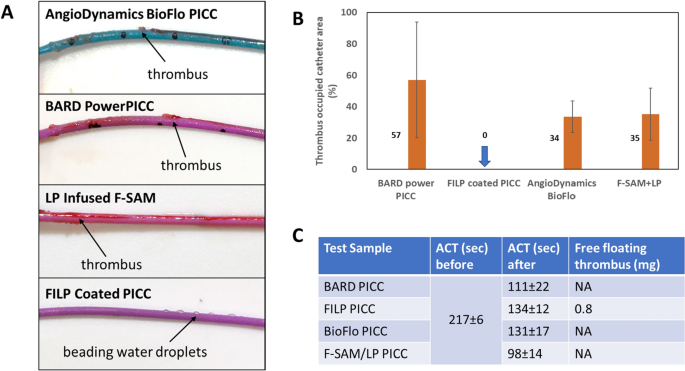 A
AngioDynamics BioFlo PICC
thrombus
BARD PowerPICC
thrombus
LP Infused F-SAM
thrombus
FILP Coated PICC
beading water droplets
B
Thrombus occupied catheter area
(%)
100
80
60
40
20
0
57
0
34
35
BARD power
PICC
FILP coated PICC
AngioDynamics
BioFlo
F-SAM+LP
C
Test Sample
ACT (sec)
before
ACT (sec)
after
Free floating
thrombus (mg)
BARD PICC
217±6
111±22
NA
FILP PICC
134±12
0.8
BioFlo PICC
131±17
NA
F-SAM/LP PICC
98±14
NA